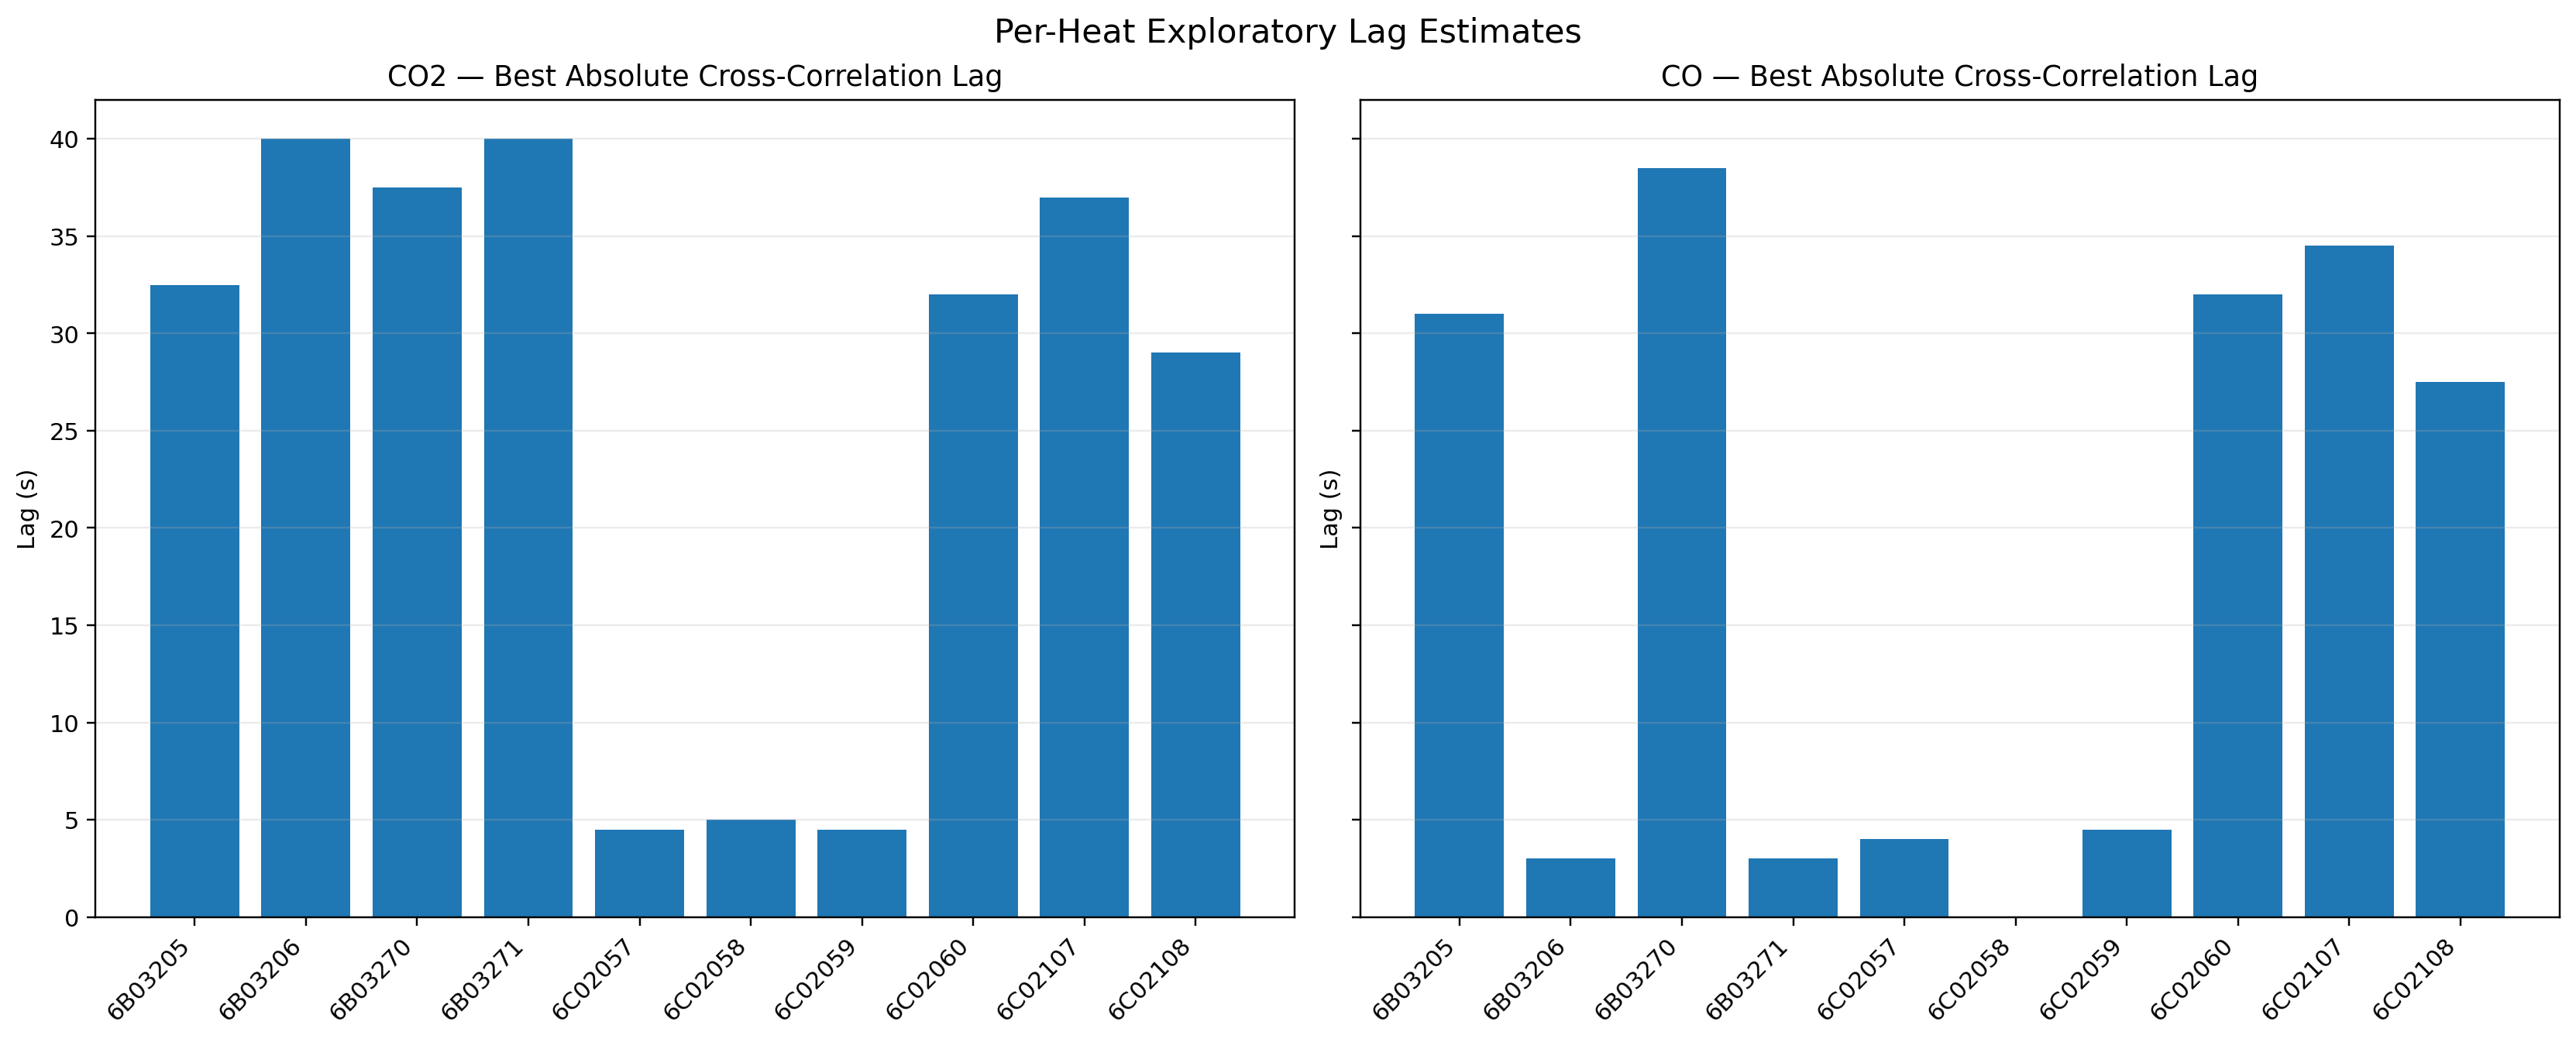 Per-Heat Exploratory Lag Estimates
CO2 — Best Absolute Cross-Correlation Lag
Lag (s)
40
35
30
25
20
15
10
5
0
6B03205
6B03206
6B03270
6B03271
6C02057
6C02058
6C02059
6C02060
6C02107
6C02108
CO — Best Absolute Cross-Correlation Lag
Lag (s)
6B03205
6B03206
6B03270
6B03271
6C02057
6C02058
6C02059
6C02060
6C02107
6C02108